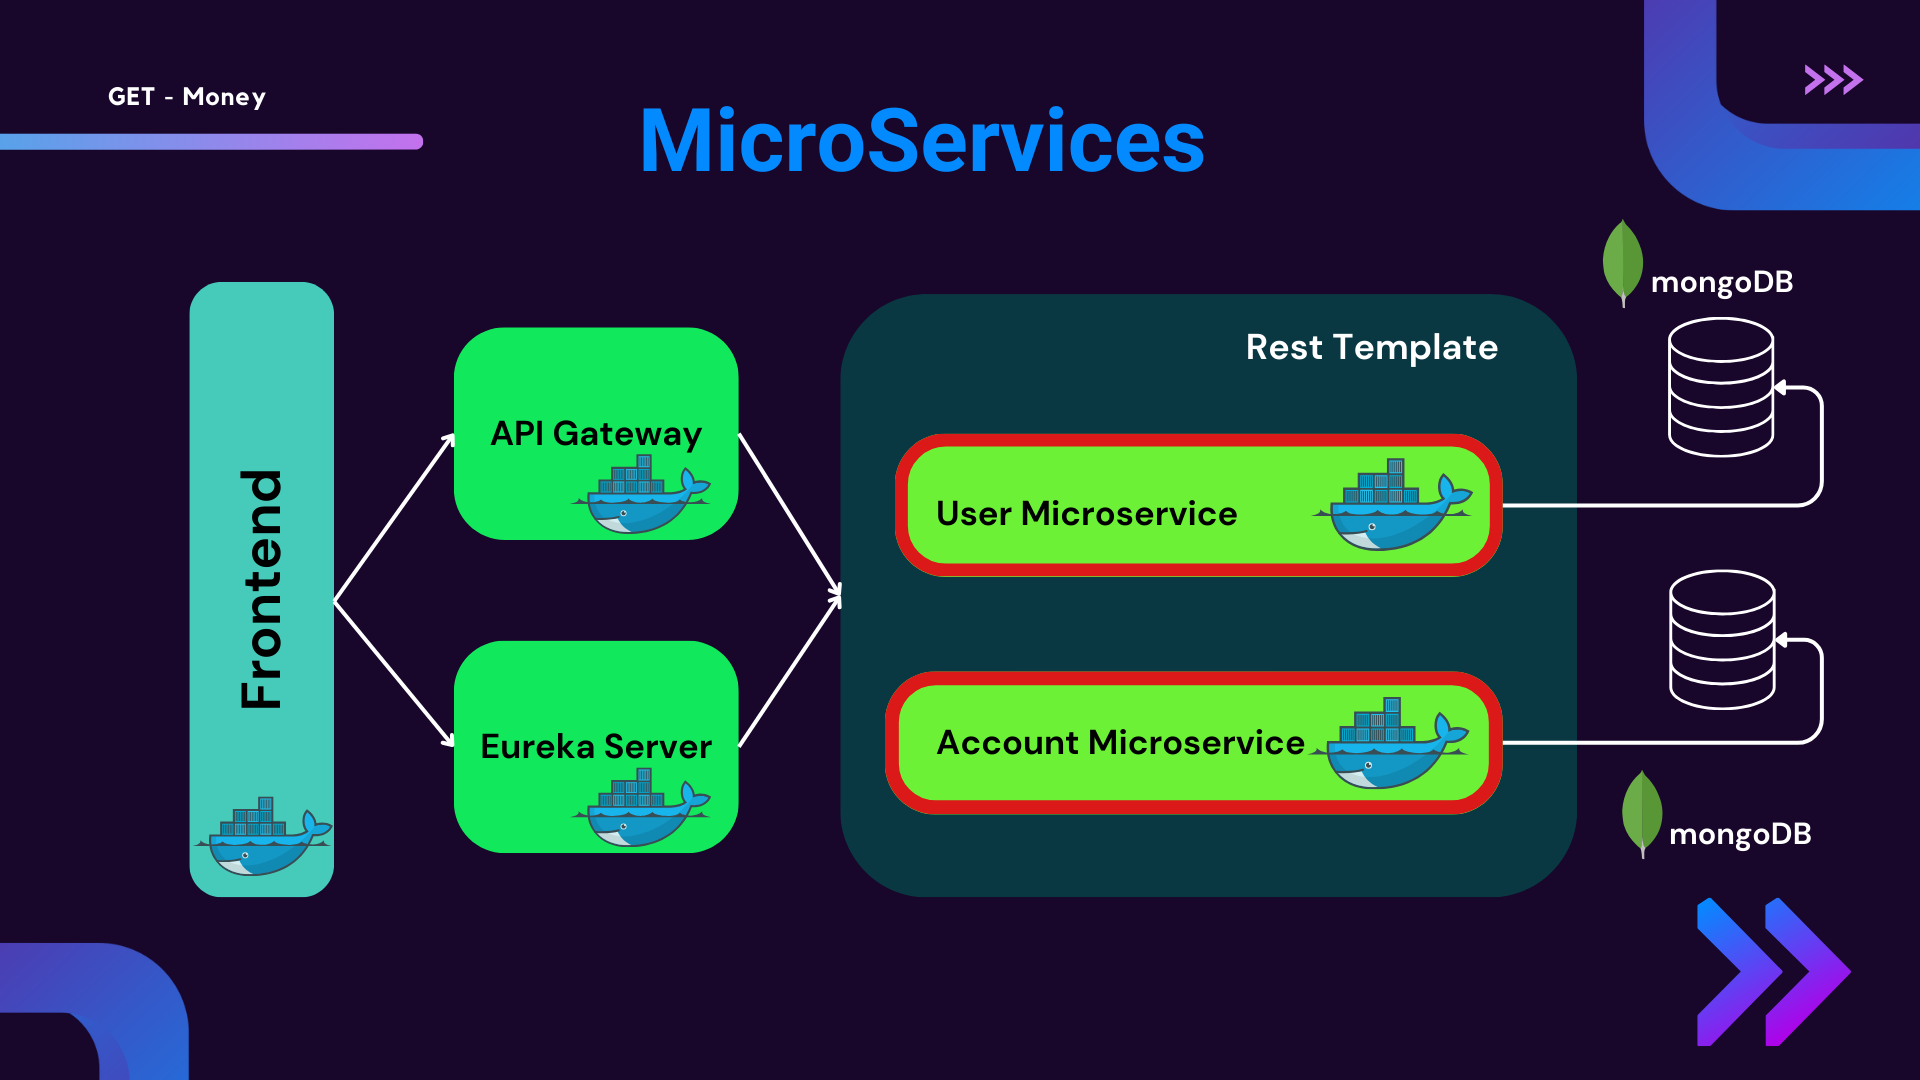 GET - Money
MicroServices
mongoDB
Rest Template
API Gateway
User Microservice
Frontend
Eureka Server
Account Microservice
mongoDB